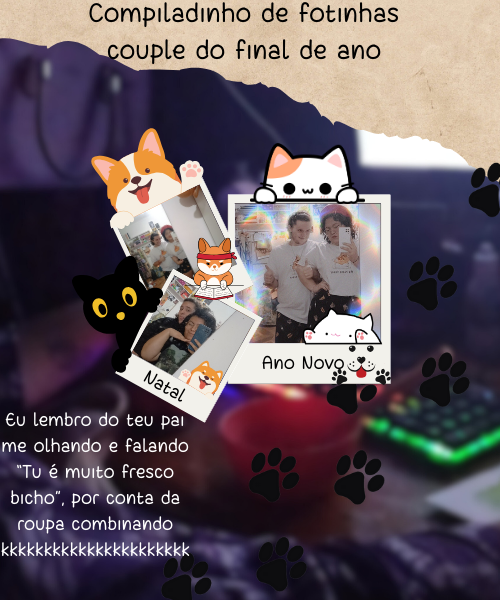 Compiladinho de fotinhas
couple do final de ano
Ano Novo
Natal
Eu lembro do teu pai
me olhando e falando
"Tu é muito fresco
bicho", por conta da
roupa combinando
kkkkkkkkkkkkkkkkkkkkkk